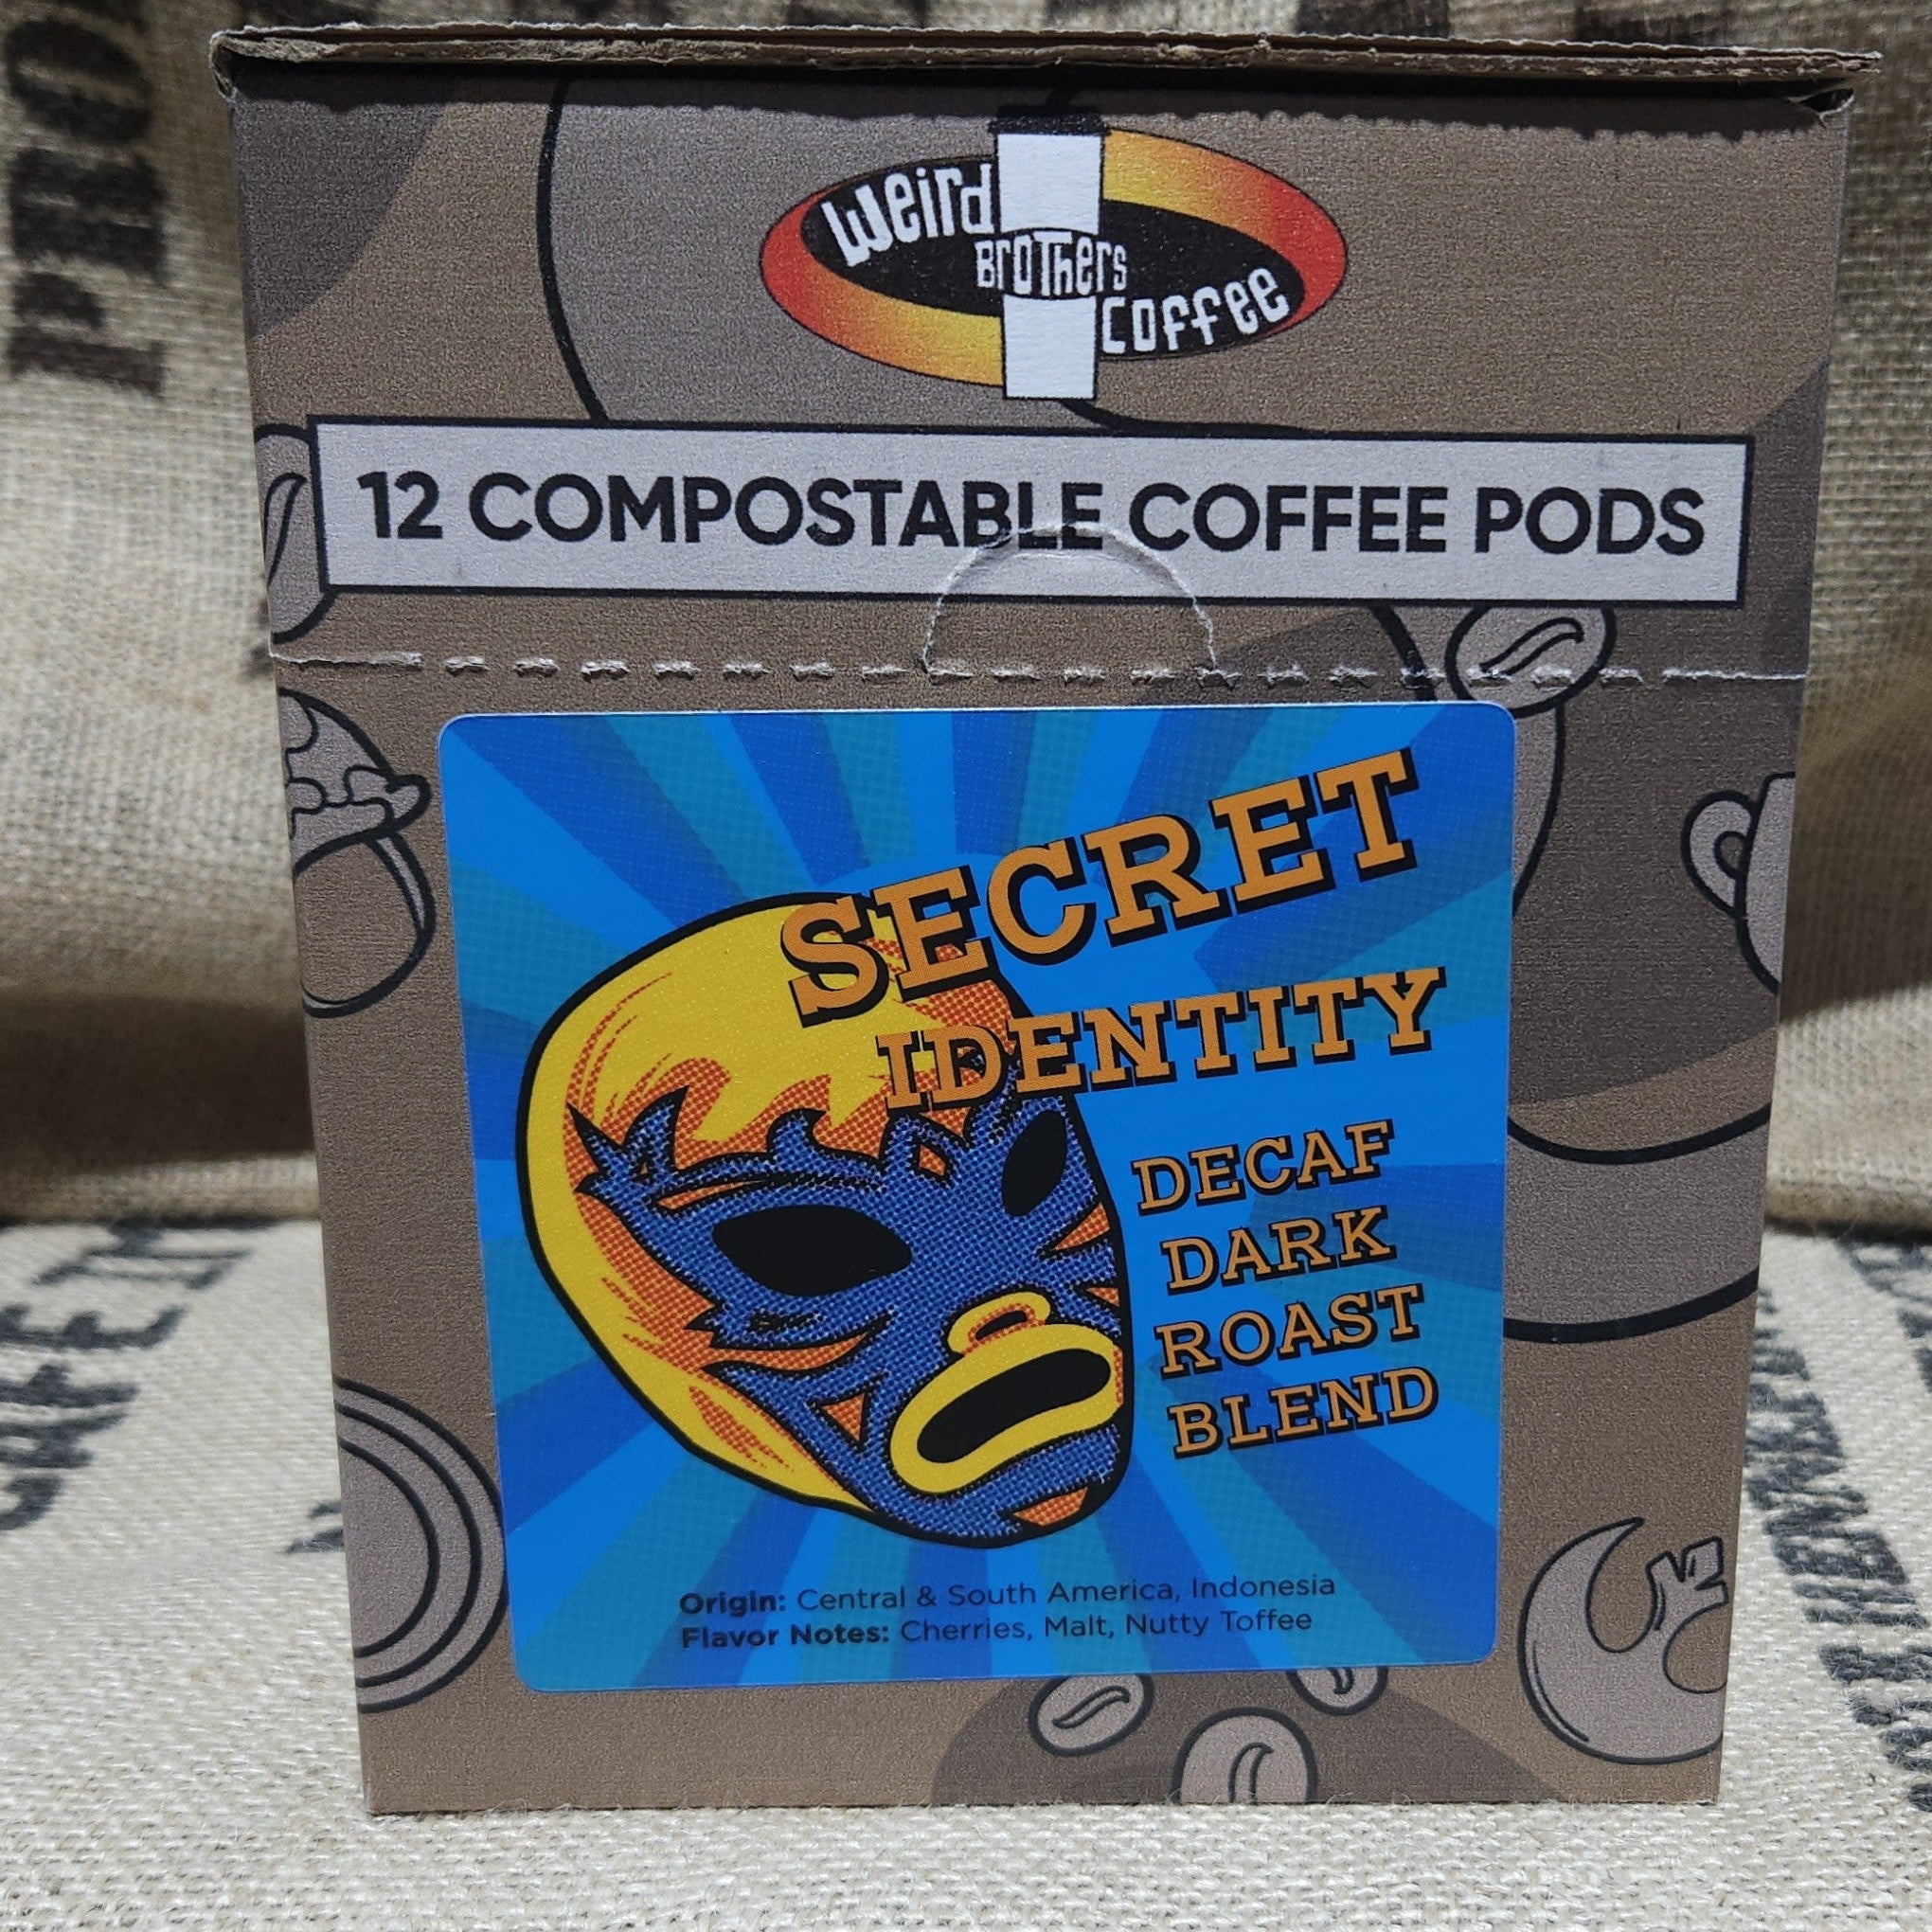 Weird
Brothers
Coffee
12 COMPOSTABLE COFFEE PODS
SECRET
IDENTITY
DECAF
DARK
ROAST
BLEND
Origin: Central & South America, Indonesia
Flavor Notes: Cherries, Malt, Nutty Toffee